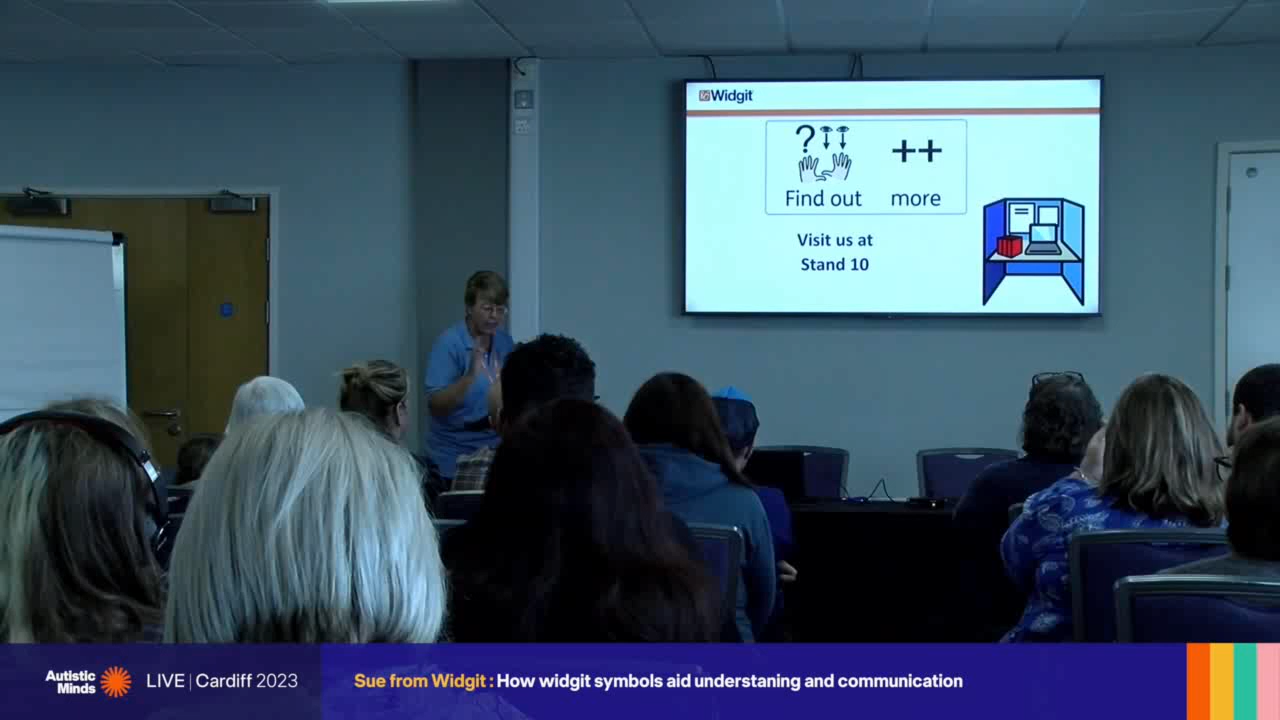 Widgit
? ++
Find out more
Visit us at
Stand 10
Autistic
Minds
LIVE | Cardiff 2023
Sue from Widgit : How widgit symbols aid understaning and communication